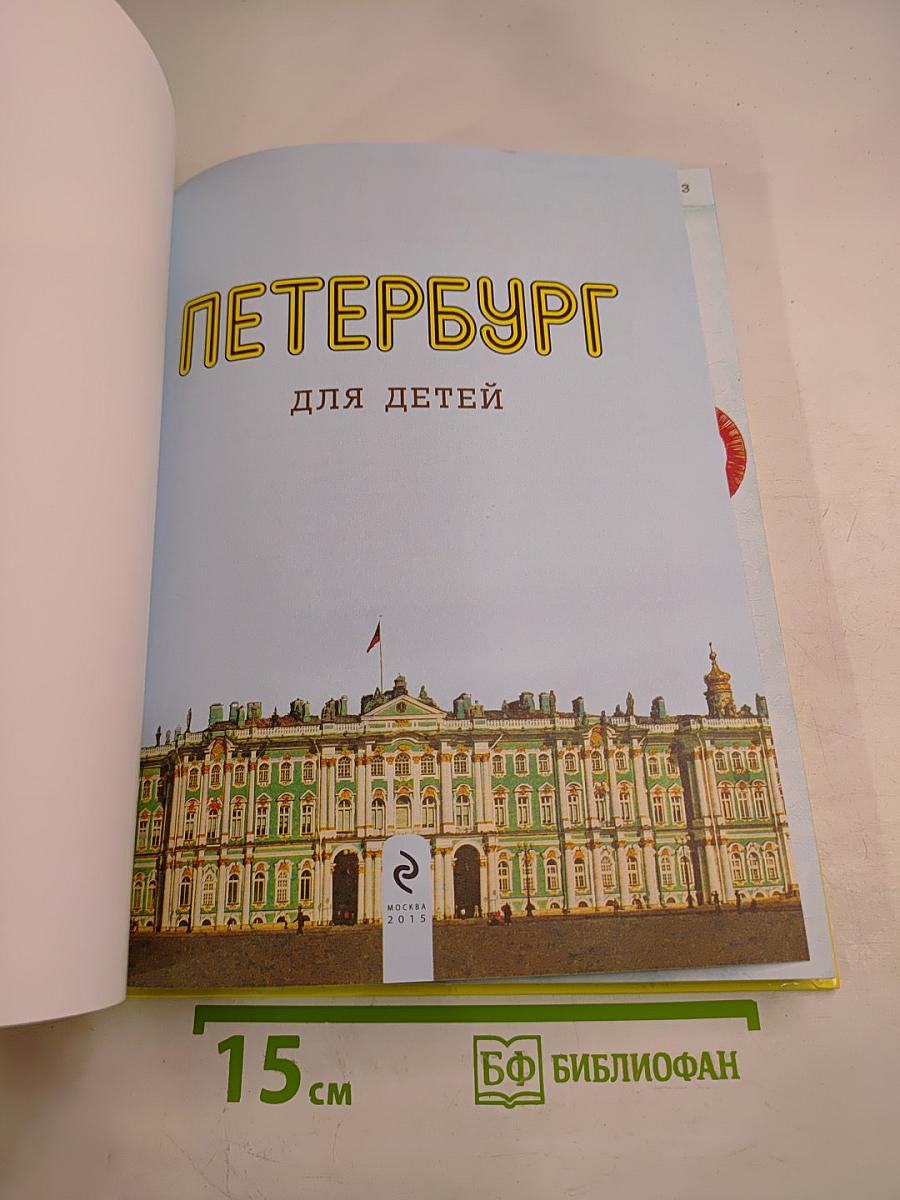 3
ПЕТЕРБУРГ
ДЛЯ ДЕТЕЙ
МОСКВА
2015
15 см
БФ БИБЛИОФАН